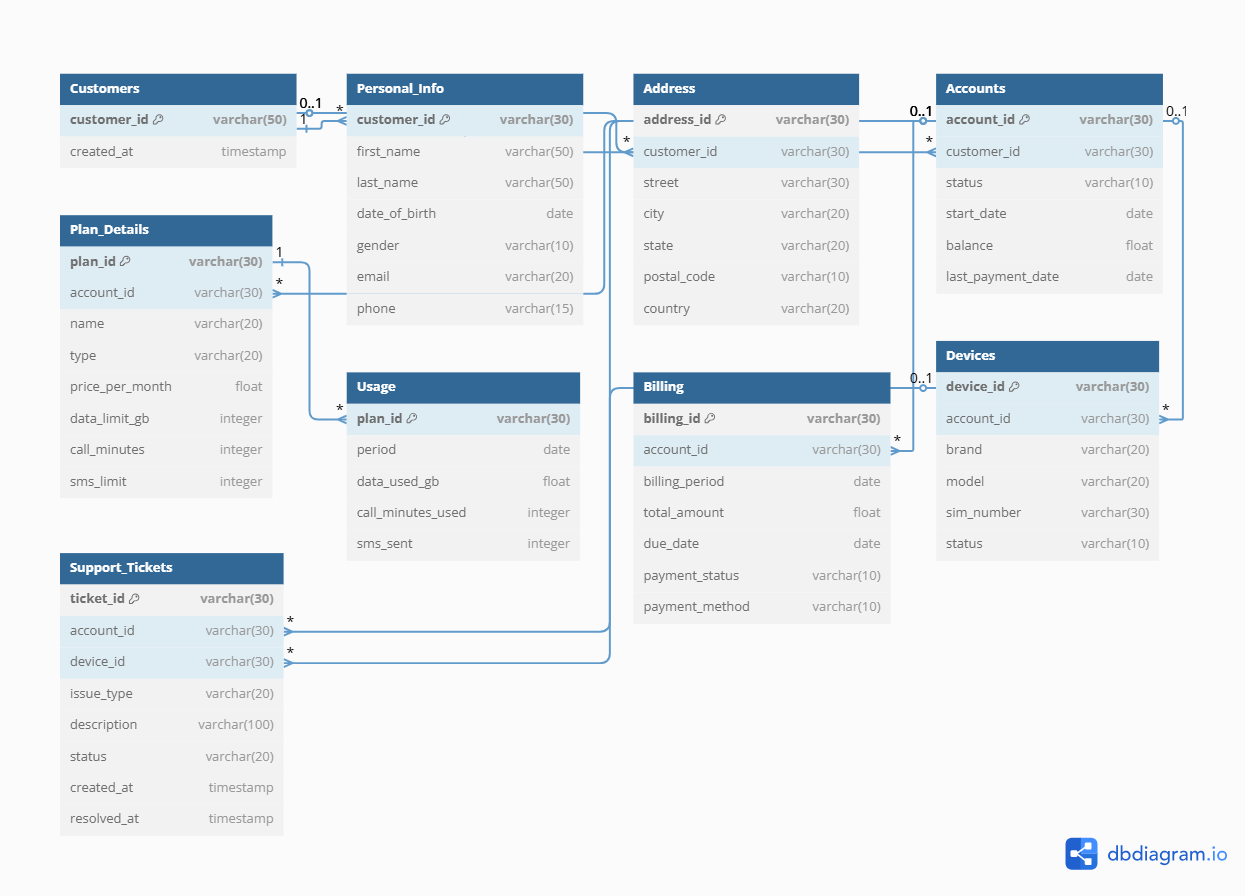 Customers
customer_id varchar(50)
created_at timestamp
0..1
1
*
Personal_Info
customer_id varchar(30)
first_name varchar(50)
last_name varchar(50)
date_of_birth date
gender varchar(10)
email varchar(20)
phone varchar(15)
*
Address
address_id varchar(30)
customer_id varchar(30)
street varchar(30)
city varchar(20)
state varchar(20)
postal_code varchar(10)
country varchar(20)
0..1
*
Accounts
account_id varchar(30)
customer_id varchar(30)
status varchar(10)
start_date date
balance float
last_payment_date date
0..1
Plan_Details
plan_id varchar(30)
account_id varchar(30)
name varchar(20)
type varchar(20)
price_per_month float
data_limit_gb integer
call_minutes integer
sms_limit integer
1
*
*
Usage
plan_id varchar(30)
period date
data_used_gb float
call_minutes_used integer
sms_sent integer
Billing
billing_id varchar(30)
account_id varchar(30)
billing_period date
total_amount float
due_date date
payment_status varchar(10)
payment_method varchar(10)
0..1
*
Devices
device_id varchar(30)
account_id varchar(30)
brand varchar(20)
model varchar(20)
sim_number varchar(30)
status varchar(10)
*
Support_Tickets
ticket_id varchar(30)
account_id varchar(30)
device_id varchar(30)
issue_type varchar(20)
description varchar(100)
status varchar(20)
created_at timestamp
resolved_at timestamp
*
*
dbdiagram.io